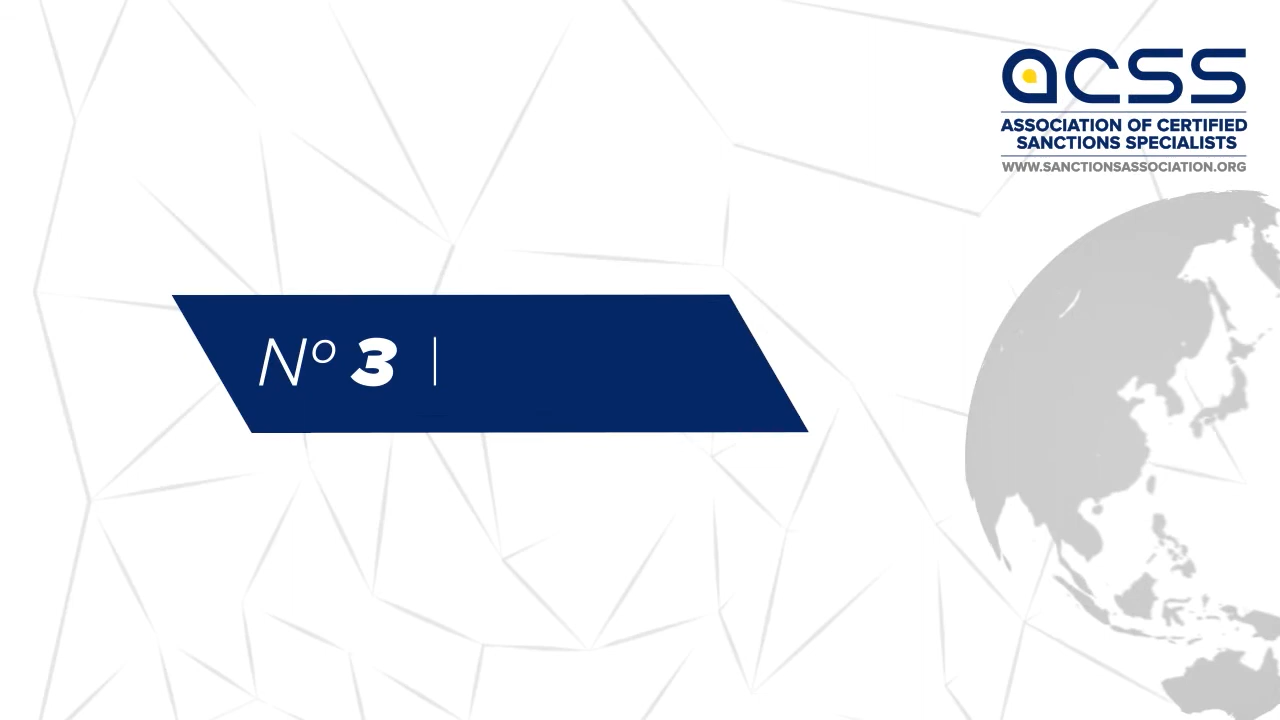 acss
ASSOCIATION OF CERTIFIED
SANCTIONS SPECIALISTS
WWW.SANCTIONSASSOCIATION.ORG
Nº 3 |